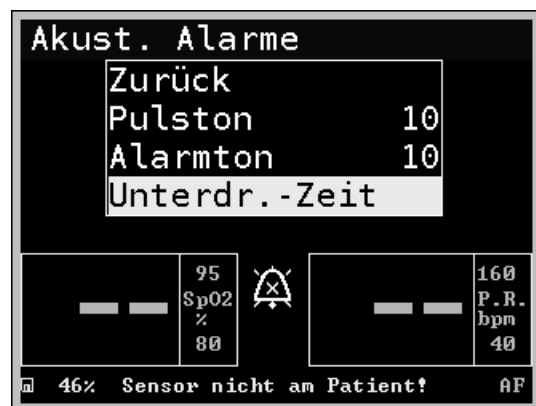 Akust. Alarme
Zurück
Pulston 10
Alarmton 10
Unterdr.-Zeit
-- 95 SpO2 % 80
-- 160 P.R. bpm 40
46% Sensor nicht am Patient! AF